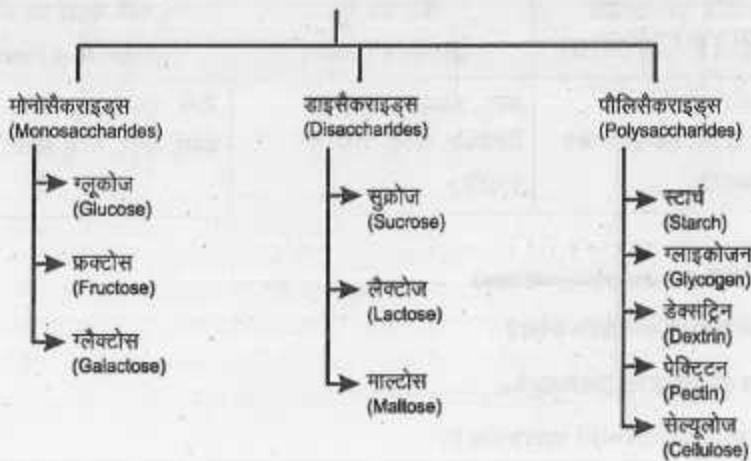 मोनोसैकराइड्स
(Monosaccharides)
ग्लूकोज
(Glucose)
फ्रक्टोस
(Fructose)
ग्लैक्टोस
(Galactose)
डाइसैकराइड्स
(Disaccharides)
सुक्रोज
(Sucrose)
लैक्टोज
(Lactose)
माल्टोस
(Maltose)
पौलिसैकराइड्स
(Polysaccharides)
स्टार्च
(Starch)
ग्लाइकोजन
(Glycogen)
डेक्सट्रिन
(Dextrin)
पेक्टिटन
(Pectin)
सेल्यूलोज
(Cellulose)